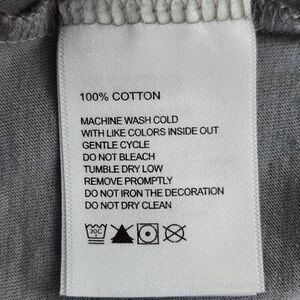 100% COTTON
MACHINE WASH COLD
WITH LIKE COLORS INSIDE OUT
GENTLE CYCLE
DO NOT BLEACH
TUMBLE DRY LOW
REMOVE PROMPTLY
DO NOT IRON THE DECORATION
DO NOT DRY CLEAN
30C